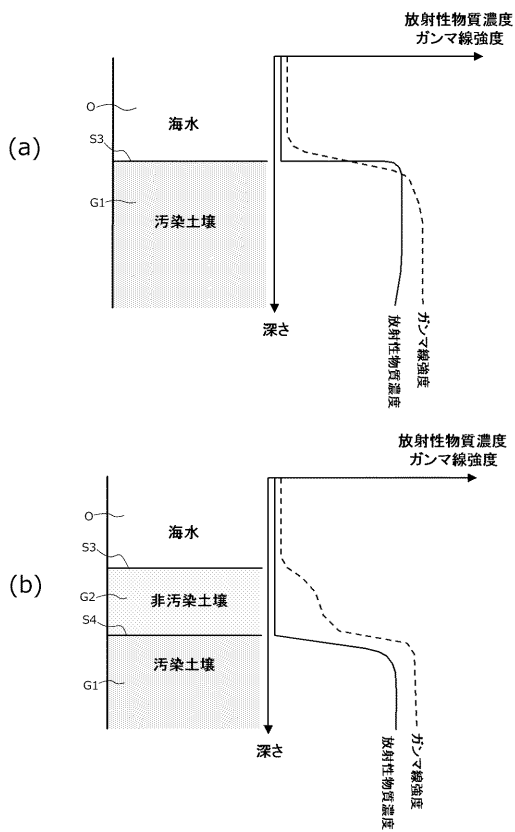 放射性物質濃度
ガンマ線強度
(a)
O
海水
S3
G1
汚染土壌
深さ
放射性物質濃度
ガンマ線強度
放射性物質濃度
ガンマ線強度
(b)
O
海水
S3
G2
非汚染土壌
S4
汚染土壌
G1
深さ
放射性物質濃度
ガンマ線強度